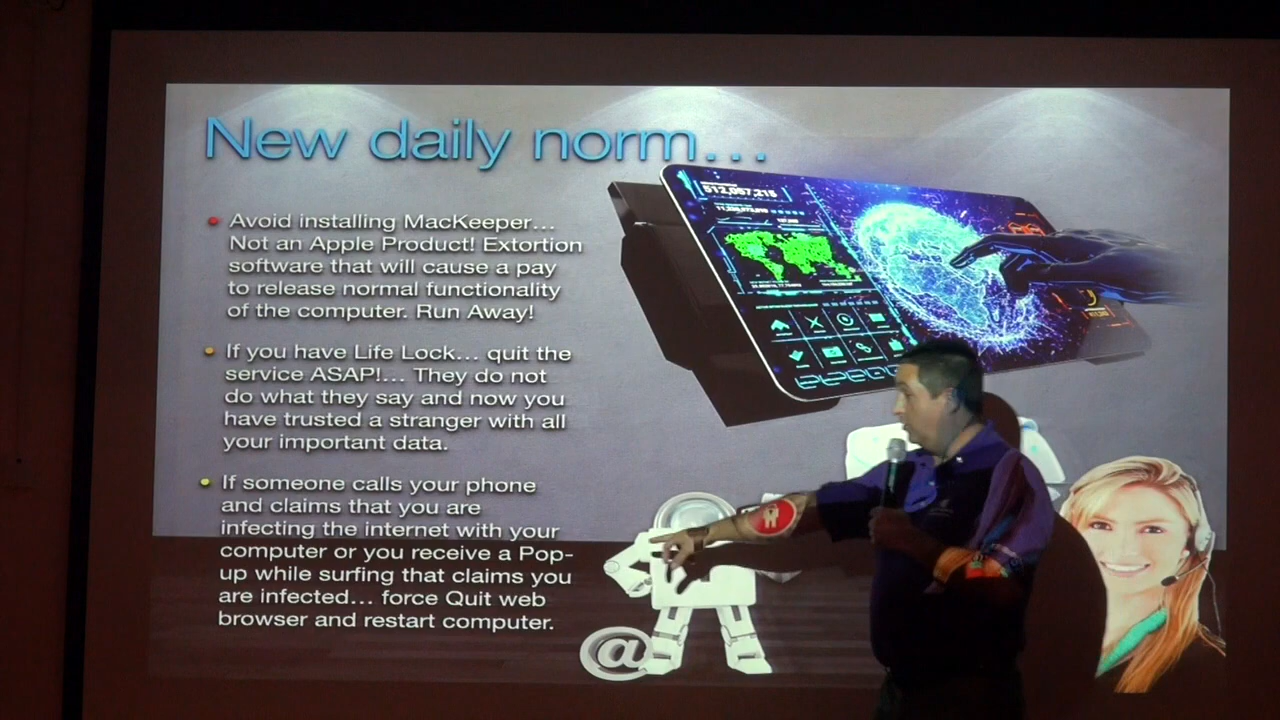 New daily norm...
512,057,215
Avoid installing MacKeeper...
Not an Apple Product! Extortion
software that will cause a pay
to release normal functionality
of the computer. Run Away!
If you have Life Lock... quit the
service ASAP!... They do not
do what they say and now you
have trusted a stranger with all
your important data.
If someone calls your phone
and claims that you are
infecting the internet with your
computer or you receive a Pop-
up while surfing that claims you
are infected... force Quit web
browser and restart computer.
@